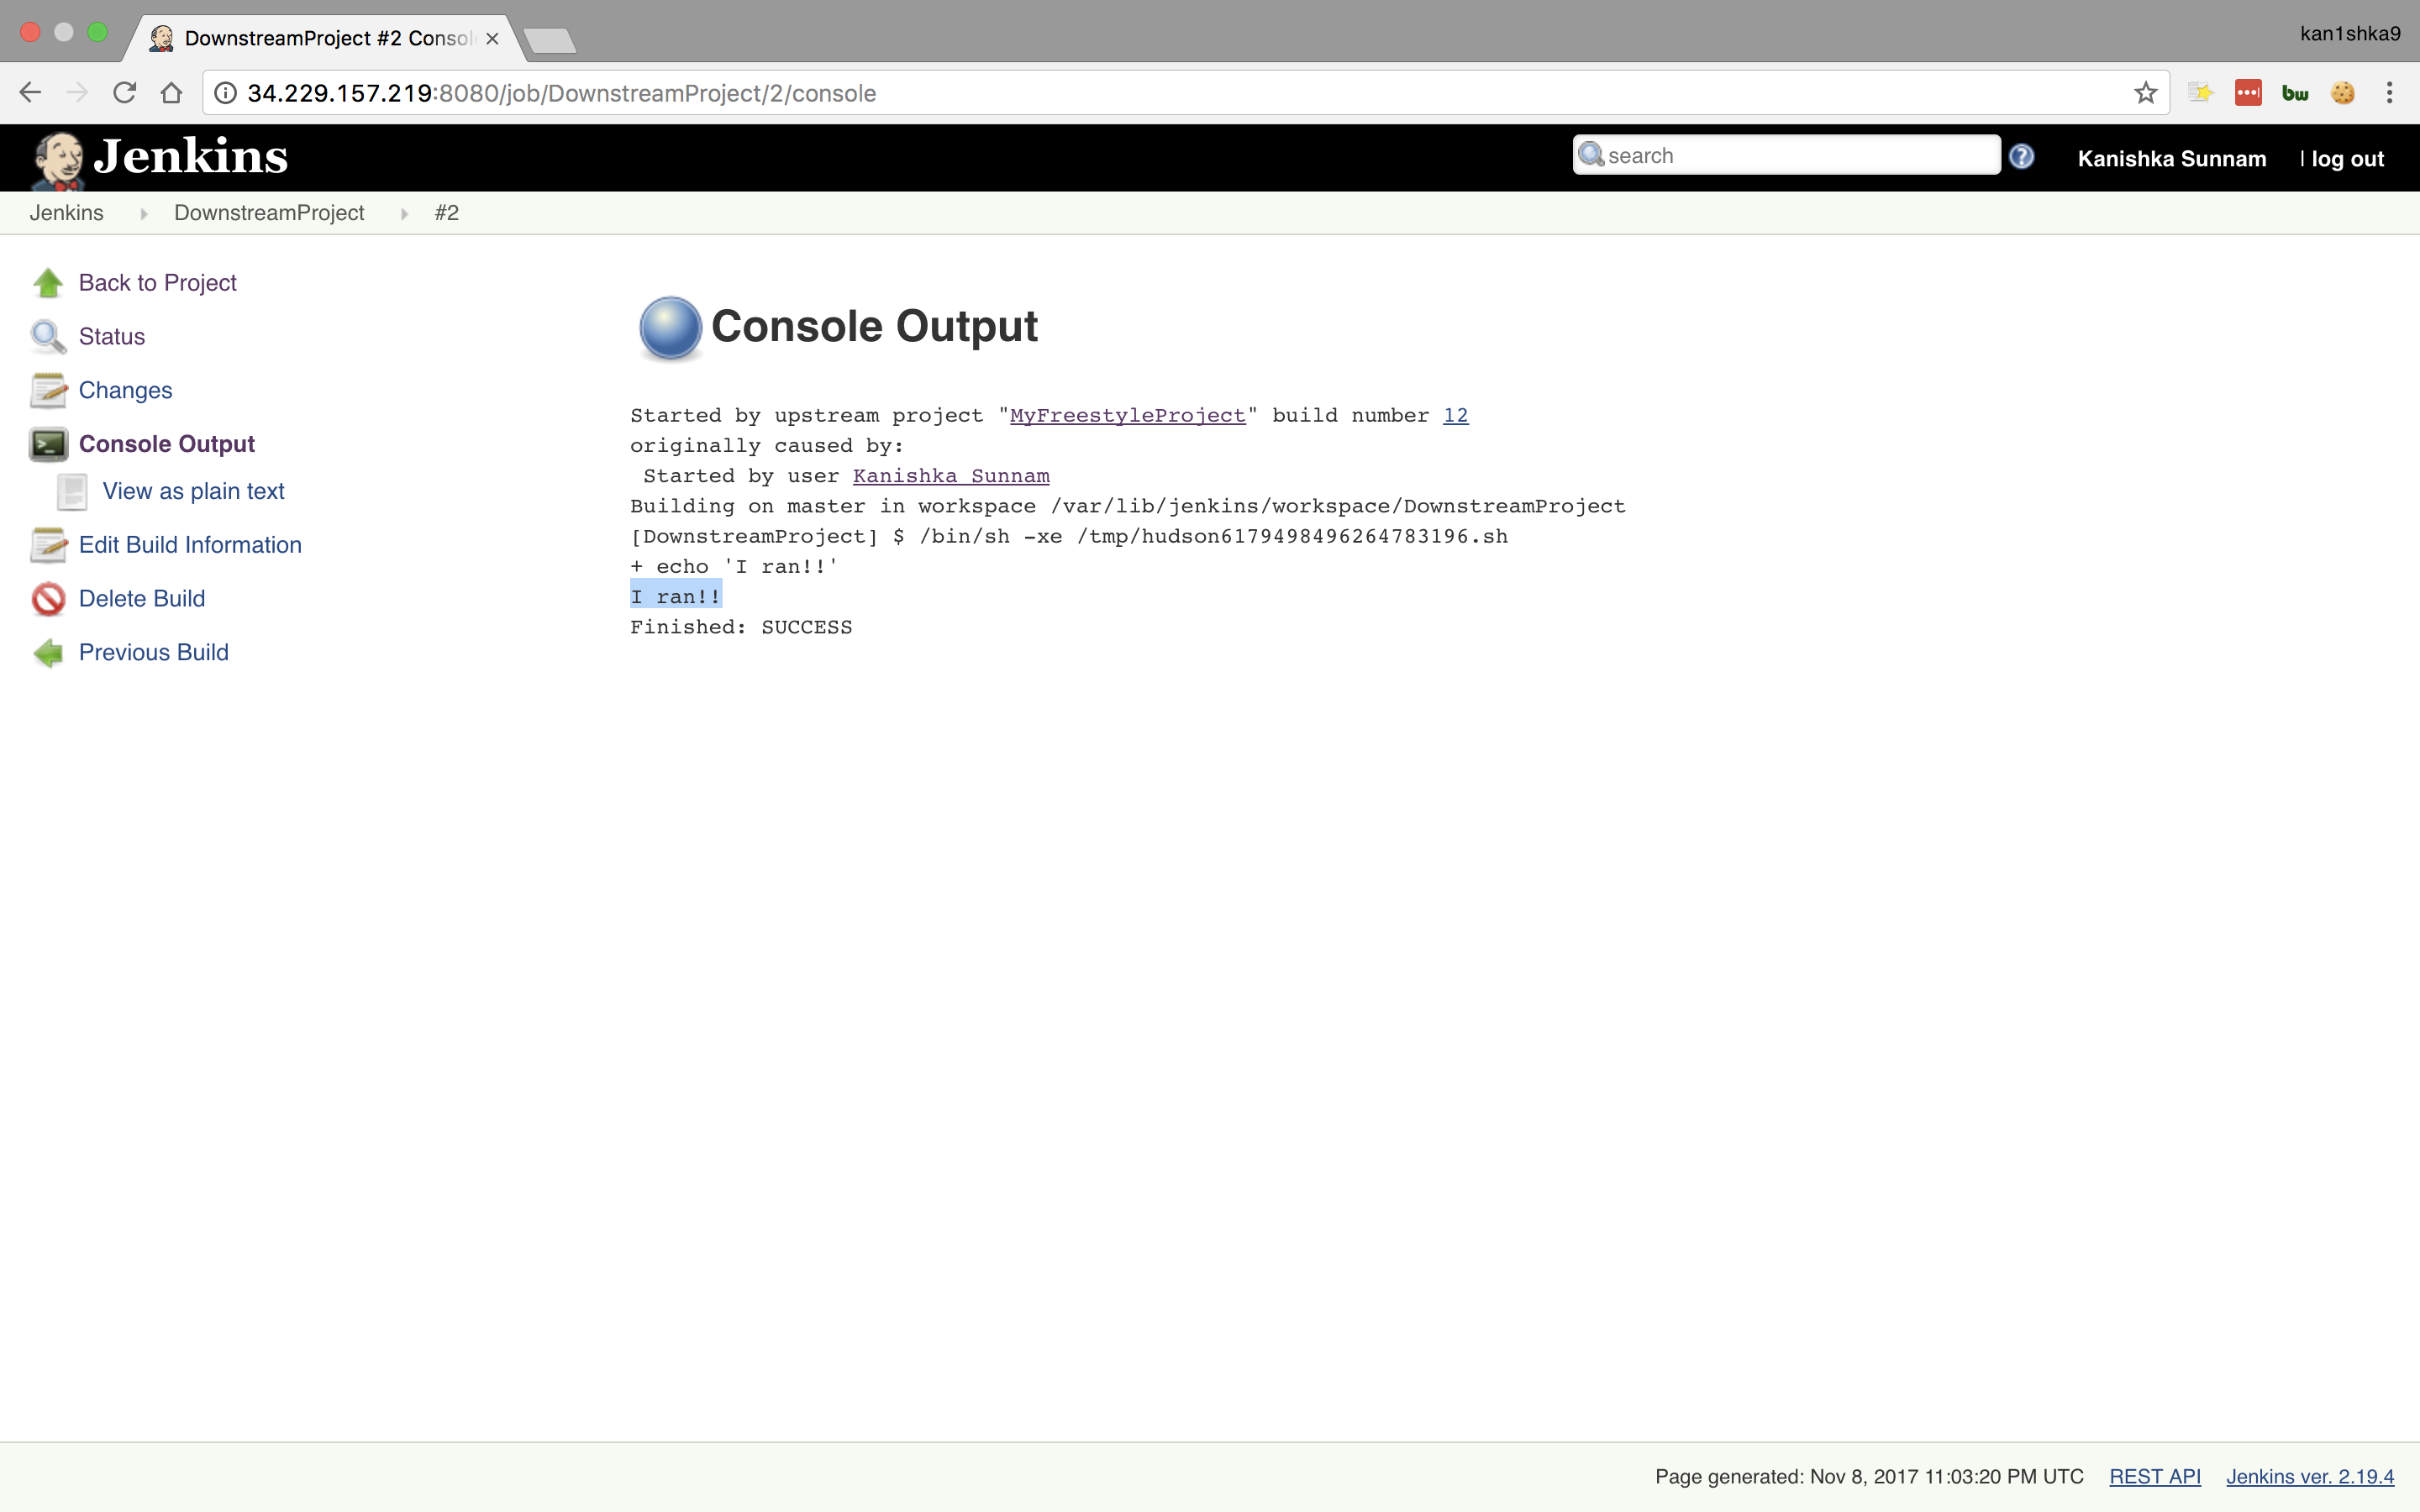 DownstreamProject #2 Consol
kan1shka9
34.229.157.219:8080/job/DownstreamProject/2/console
bw
Jenkins
search
Kanishka Sunnam | log out
Jenkins DownstreamProject #2
Back to Project
Status
Changes
Console Output
View as plain text
Edit Build Information
Delete Build
Previous Build
Console Output
Started by upstream project "MyFreestyleProject" build number 12
originally caused by:
Started by user Kanishka Sunnam
Building on master in workspace /var/lib/jenkins/workspace/DownstreamProject
[DownstreamProject] $ /bin/sh -xe /tmp/hudson6179498496264783196.sh
+ echo 'I ran!!'
I ran!!
Finished: SUCCESS
Page generated: Nov 8, 2017 11:03:20 PM UTC REST API Jenkins ver. 2.19.4